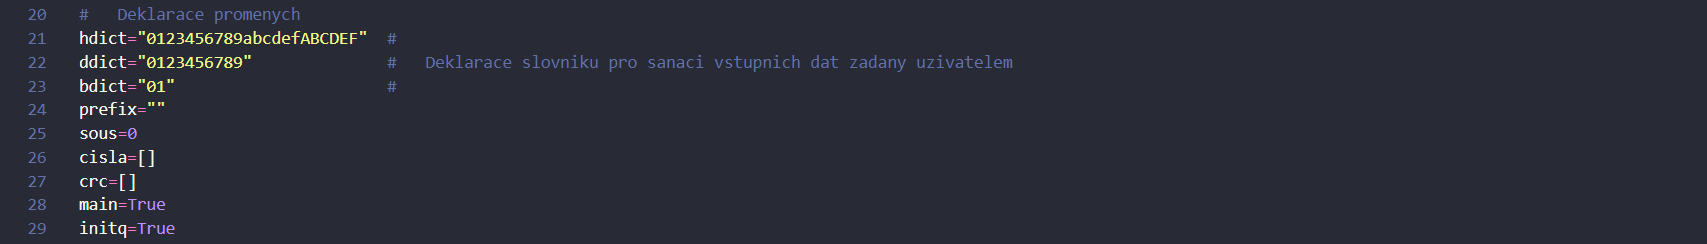 20 # Deklarace promenych
21 hdict="0123456789abcdefABCDEF" #
22 ddict="0123456789" # Deklarace slovniku pro sanaci vstupnich dat zadany uzivatelem
23 bdict="01" #
24 prefix=""
25 sous=0
26 cisla=[]
27 crc=[]
28 main=True
29 initq=True